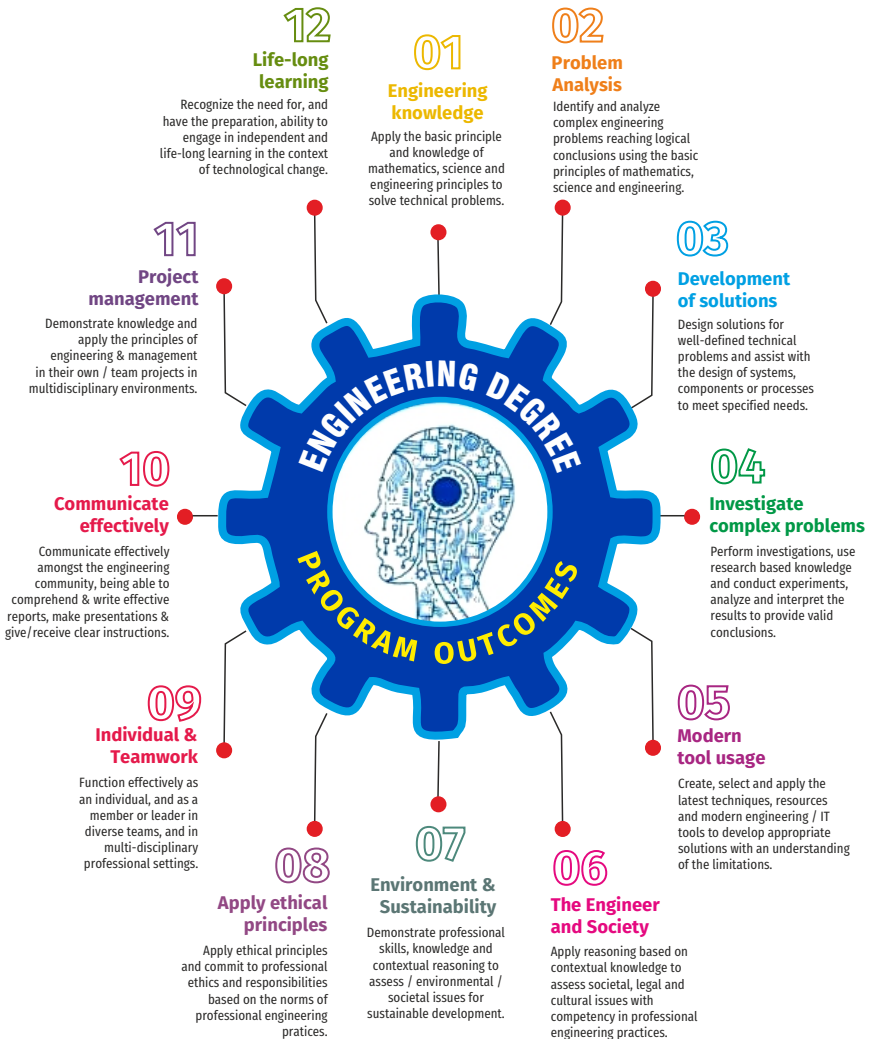 ENGINEERING DEGREE
PROGRAM OUTCOMES
01
Engineering
knowledge
Apply the basic principle
and knowledge of
mathematics, science and
engineering principles to
solve technical problems.
02
Problem
Analysis
Identify and analyze
complex engineering
problems reaching logical
conclusions using the basic
principles of mathematics,
science and engineering.
03
Development
of solutions
Design solutions for
well-defined technical
problems and assist with
the design of systems,
components or processes
to meet specified needs.
04
Investigate
complex problems
Perform investigations, use
research based knowledge
and conduct experiments,
analyze and interpret the
results to provide valid
conclusions.
05
Modern
tool usage
Create, select and apply the
latest techniques, resources
and modern engineering / IT
tools to develop appropriate
solutions with an understanding
of the limitations.
06
The Engineer
and Society
Apply reasoning based on
contextual knowledge to
assess societal, legal and
cultural issues with
competency in professional
engineering practices.
07
Environment &
Sustainability
Demonstrate professional
skills, knowledge and
contextual reasoning to
assess / environmental /
societal issues for
sustainable development.
08
Apply ethical
principles
Apply ethical principles
and commit to professional
ethics and responsibilities
based on the norms of
professional engineering
pratices.
09
Individual &
Teamwork
Function effectively as
an individual, and as a
member or leader in
diverse teams, and in
multi-disciplinary
professional settings.
10
Communicate
effectively
Communicate effectively
amongst the engineering
community, being able to
comprehend & write effective
reports, make presentations &
give/receive clear instructions.
11
Project
management
Demonstrate knowledge and
apply the principles of
engineering & management
in their own / team projects in
multidisciplinary environments.
12
Life-long
learning
Recognize the need for, and
have the preparation, ability to
engage in independent and
life-long learning in the context
of technological change.